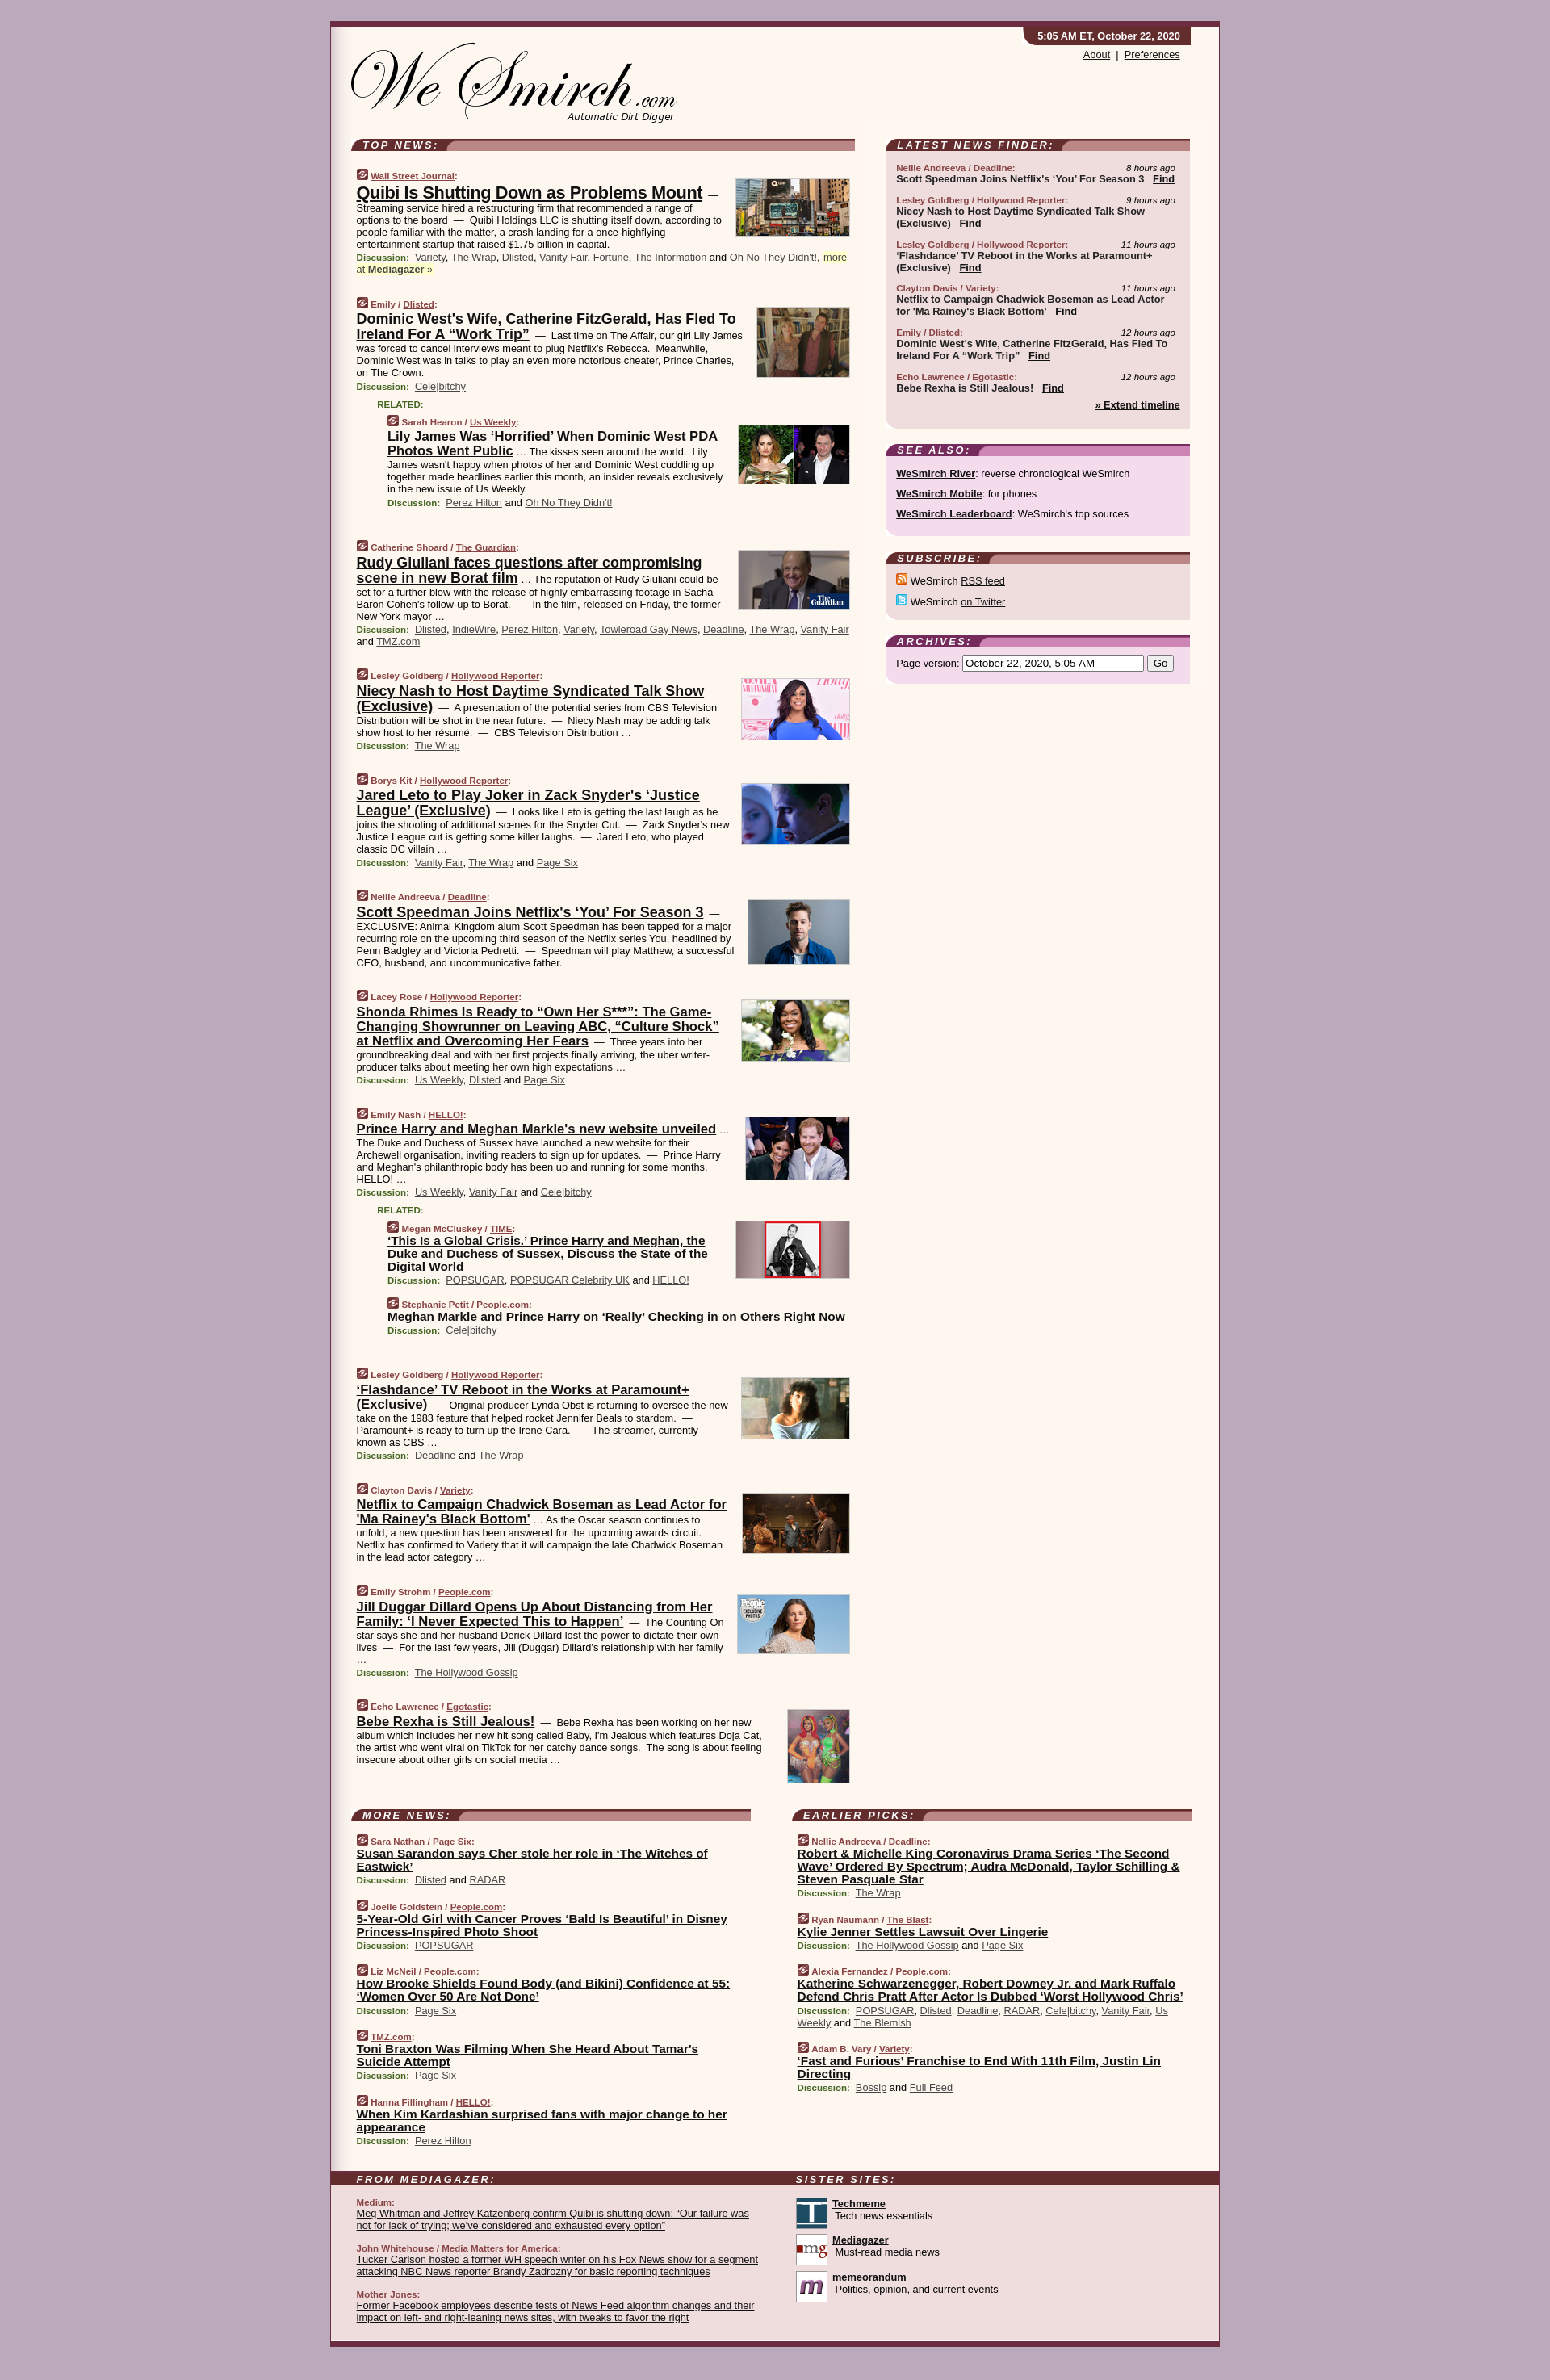 5:05 AM ET, October 22, 2020
About | Preferences
We Smirch .com
Automatic Dirt Digger
TOP NEWS:
Wall Street Journal:
Quibi Is Shutting Down as Problems Mount —
Streaming service hired a restructuring firm that recommended a range of
options to the board — Quibi Holdings LLC is shutting itself down, according to
people familiar with the matter, a crash landing for a once-highflying
entertainment startup that raised $1.75 billion in capital.
Discussion: Variety, The Wrap, Dlisted, Vanity Fair, Fortune, The Information and Oh No They Didn't!, more
at Mediagazer »
Emily / Dlisted:
Dominic West's Wife, Catherine FitzGerald, Has Fled To
Ireland For A “Work Trip” — Last time on The Affair, our girl Lily James
was forced to cancel interviews meant to plug Netflix's Rebecca. Meanwhile,
Dominic West was in talks to play an even more notorious cheater, Prince Charles,
on The Crown.
Discussion: Cele|bitchy
RELATED:
Sarah Hearon / Us Weekly:
Lily James Was ‘Horrified’ When Dominic West PDA
Photos Went Public … The kisses seen around the world. Lily
James wasn't happy when photos of her and Dominic West cuddling up
together made headlines earlier this month, an insider reveals exclusively
in the new issue of Us Weekly.
Discussion: Perez Hilton and Oh No They Didn't!
Catherine Shoard / The Guardian:
Rudy Giuliani faces questions after compromising
scene in new Borat film … The reputation of Rudy Giuliani could be
set for a further blow with the release of highly embarrassing footage in Sacha
Baron Cohen's follow-up to Borat. — In the film, released on Friday, the former
New York mayor …
The Guardian
Discussion: Dlisted, IndieWire, Perez Hilton, Variety, Towleroad Gay News, Deadline, The Wrap, Vanity Fair
and TMZ.com
Lesley Goldberg / Hollywood Reporter:
Niecy Nash to Host Daytime Syndicated Talk Show
(Exclusive) — A presentation of the potential series from CBS Television
Distribution will be shot in the near future. — Niecy Nash may be adding talk
show host to her résumé. — CBS Television Distribution …
Discussion: The Wrap
Borys Kit / Hollywood Reporter:
Jared Leto to Play Joker in Zack Snyder's ‘Justice
League’ (Exclusive) — Looks like Leto is getting the last laugh as he
joins the shooting of additional scenes for the Snyder Cut. — Zack Snyder's new
Justice League cut is getting some killer laughs. — Jared Leto, who played
classic DC villain …
Discussion: Vanity Fair, The Wrap and Page Six
Nellie Andreeva / Deadline:
Scott Speedman Joins Netflix's ‘You’ For Season 3 —
EXCLUSIVE: Animal Kingdom alum Scott Speedman has been tapped for a major
recurring role on the upcoming third season of the Netflix series You, headlined by
Penn Badgley and Victoria Pedretti. — Speedman will play Matthew, a successful
CEO, husband, and uncommunicative father.
Lacey Rose / Hollywood Reporter:
Shonda Rhimes Is Ready to “Own Her S***”: The Game-
Changing Showrunner on Leaving ABC, “Culture Shock”
at Netflix and Overcoming Her Fears — Three years into her
groundbreaking deal and with her first projects finally arriving, the uber writer-
producer talks about meeting her own high expectations …
Discussion: Us Weekly, Dlisted and Page Six
Emily Nash / HELLO!:
Prince Harry and Meghan Markle's new website unveiled …
The Duke and Duchess of Sussex have launched a new website for their
Archewell organisation, inviting readers to sign up for updates. — Prince Harry
and Meghan's philanthropic body has been up and running for some months,
HELLO! …
Discussion: Us Weekly, Vanity Fair and Cele|bitchy
RELATED:
Megan McCluskey / TIME:
‘This Is a Global Crisis.’ Prince Harry and Meghan, the
Duke and Duchess of Sussex, Discuss the State of the
Digital World
Discussion: POPSUGAR, POPSUGAR Celebrity UK and HELLO!
Stephanie Petit / People.com:
Meghan Markle and Prince Harry on ‘Really’ Checking in on Others Right Now
Discussion: Cele|bitchy
Lesley Goldberg / Hollywood Reporter:
‘Flashdance’ TV Reboot in the Works at Paramount+
(Exclusive) — Original producer Lynda Obst is returning to oversee the new
take on the 1983 feature that helped rocket Jennifer Beals to stardom. —
Paramount+ is ready to turn up the Irene Cara. — The streamer, currently
known as CBS …
Discussion: Deadline and The Wrap
Clayton Davis / Variety:
Netflix to Campaign Chadwick Boseman as Lead Actor for
'Ma Rainey's Black Bottom' … As the Oscar season continues to
unfold, a new question has been answered for the upcoming awards circuit.
Netflix has confirmed to Variety that it will campaign the late Chadwick Boseman
in the lead actor category …
Emily Strohm / People.com:
Jill Duggar Dillard Opens Up About Distancing from Her
Family: ‘I Never Expected This to Happen’ — The Counting On
star says she and her husband Derick Dillard lost the power to dictate their own
lives — For the last few years, Jill (Duggar) Dillard's relationship with her family
…
People
Discussion: The Hollywood Gossip
Echo Lawrence / Egotastic:
Bebe Rexha is Still Jealous! — Bebe Rexha has been working on her new
album which includes her new hit song called Baby, I'm Jealous which features Doja Cat,
the artist who went viral on TikTok for her catchy dance songs. The song is about feeling
insecure about other girls on social media …
LATEST NEWS FINDER:
Nellie Andreeva / Deadline: 8 hours ago
Scott Speedman Joins Netflix's ‘You’ For Season 3 Find
Lesley Goldberg / Hollywood Reporter: 9 hours ago
Niecy Nash to Host Daytime Syndicated Talk Show
(Exclusive) Find
Lesley Goldberg / Hollywood Reporter: 11 hours ago
‘Flashdance’ TV Reboot in the Works at Paramount+
(Exclusive) Find
Clayton Davis / Variety: 11 hours ago
Netflix to Campaign Chadwick Boseman as Lead Actor
for 'Ma Rainey's Black Bottom' Find
Emily / Dlisted: 12 hours ago
Dominic West's Wife, Catherine FitzGerald, Has Fled To
Ireland For A “Work Trip” Find
Echo Lawrence / Egotastic: 12 hours ago
Bebe Rexha is Still Jealous! Find
» Extend timeline
SEE ALSO:
WeSmirch River: reverse chronological WeSmirch
WeSmirch Mobile: for phones
WeSmirch Leaderboard: WeSmirch's top sources
SUBSCRIBE:
WeSmirch RSS feed
WeSmirch on Twitter
ARCHIVES:
Page version: October 22, 2020, 5:05 AM Go
MORE NEWS:
Sara Nathan / Page Six:
Susan Sarandon says Cher stole her role in ‘The Witches of
Eastwick’
Discussion: Dlisted and RADAR
Joelle Goldstein / People.com:
5-Year-Old Girl with Cancer Proves ‘Bald Is Beautiful’ in Disney
Princess-Inspired Photo Shoot
Discussion: POPSUGAR
Liz McNeil / People.com:
How Brooke Shields Found Body (and Bikini) Confidence at 55:
‘Women Over 50 Are Not Done’
Discussion: Page Six
TMZ.com:
Toni Braxton Was Filming When She Heard About Tamar's
Suicide Attempt
Discussion: Page Six
Hanna Fillingham / HELLO!:
When Kim Kardashian surprised fans with major change to her
appearance
Discussion: Perez Hilton
EARLIER PICKS:
Nellie Andreeva / Deadline:
Robert & Michelle King Coronavirus Drama Series ‘The Second
Wave’ Ordered By Spectrum; Audra McDonald, Taylor Schilling &
Steven Pasquale Star
Discussion: The Wrap
Ryan Naumann / The Blast:
Kylie Jenner Settles Lawsuit Over Lingerie
Discussion: The Hollywood Gossip and Page Six
Alexia Fernandez / People.com:
Katherine Schwarzenegger, Robert Downey Jr. and Mark Ruffalo
Defend Chris Pratt After Actor Is Dubbed ‘Worst Hollywood Chris’
Discussion: POPSUGAR, Dlisted, Deadline, RADAR, Cele|bitchy, Vanity Fair, Us
Weekly and The Blemish
Adam B. Vary / Variety:
‘Fast and Furious’ Franchise to End With 11th Film, Justin Lin
Directing
Discussion: Bossip and Full Feed
FROM MEDIAGAZER:
Medium:
Meg Whitman and Jeffrey Katzenberg confirm Quibi is shutting down: “Our failure was
not for lack of trying; we've considered and exhausted every option”
John Whitehouse / Media Matters for America:
Tucker Carlson hosted a former WH speech writer on his Fox News show for a segment
attacking NBC News reporter Brandy Zadrozny for basic reporting techniques
Mother Jones:
Former Facebook employees describe tests of News Feed algorithm changes and their
impact on left- and right-leaning news sites, with tweaks to favor the right
SISTER SITES:
T
Techmeme
Tech news essentials
mg
Mediagazer
Must-read media news
m
memeorandum
Politics, opinion, and current events